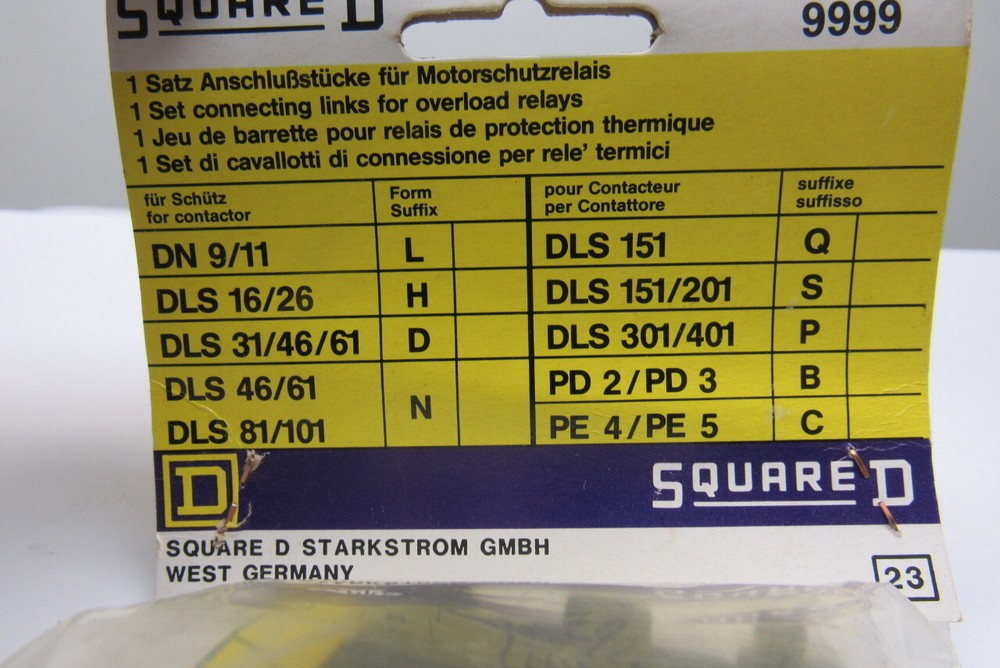 SQUARE D 9999
1 Satz Anschlußstücke für Motorschutzrelais
1 Set connecting links for overload relays
1 Jeu de barrette pour relais de protection thermique
1 Set di cavallotti di connessione per rele' termici
für Schütz
for contactor
Form
Suffix
pour Contacteur
per Contattore
suffixe
suffisso
DN 9/11 L DLS 151 Q
DLS 16/26 H DLS 151/201 S
DLS 31/46/61 D DLS 301/401 P
DLS 46/61 N PD 2/PD 3 B
DLS 81/101 PE 4/PE 5 C
D SQUARE D
SQUARE D STARKSTROM GMBH
WEST GERMANY
23